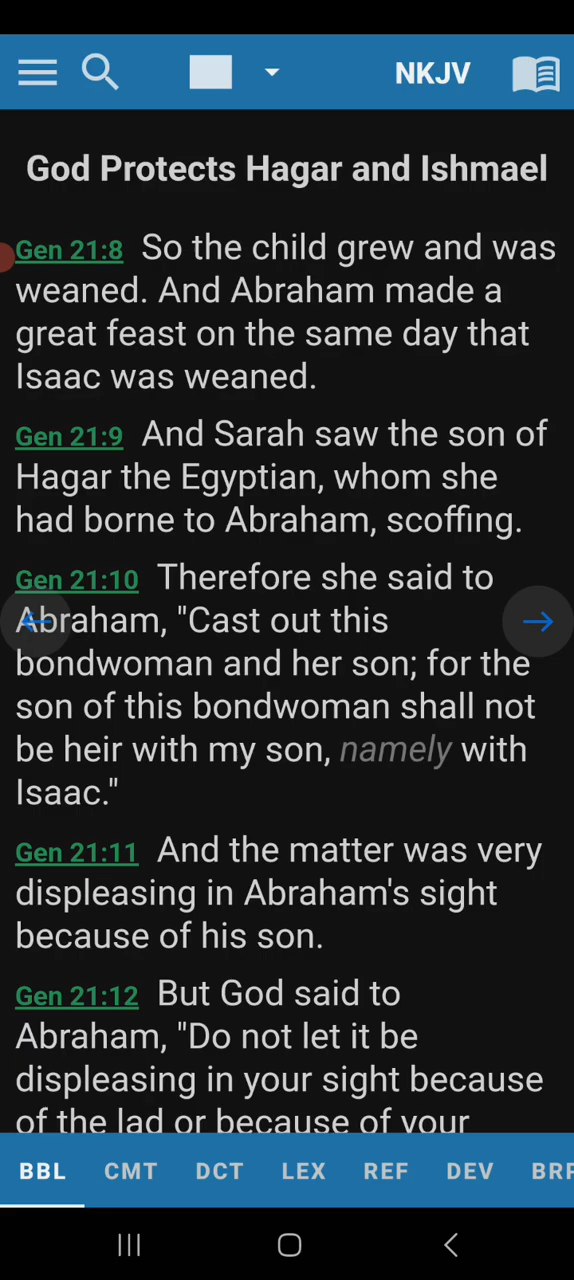 NKJV
God Protects Hagar and Ishmael
Gen 21:8 So the child grew and was
weaned. And Abraham made a
great feast on the same day that
Isaac was weaned.
Gen 21:9 And Sarah saw the son of
Hagar the Egyptian, whom she
had borne to Abraham, scoffing.
Gen 21:10 Therefore she said to
Abraham, "Cast out this
bondwoman and her son; for the
son of this bondwoman shall not
be heir with my son, namely with
Isaac."
Gen 21:11 And the matter was very
displeasing in Abraham's sight
because of his son.
Gen 21:12 But God said to
Abraham, "Do not let it be
displeasing in your sight because
of the lad or because of your
BBL CMT DCT LEX REF DEV BRP